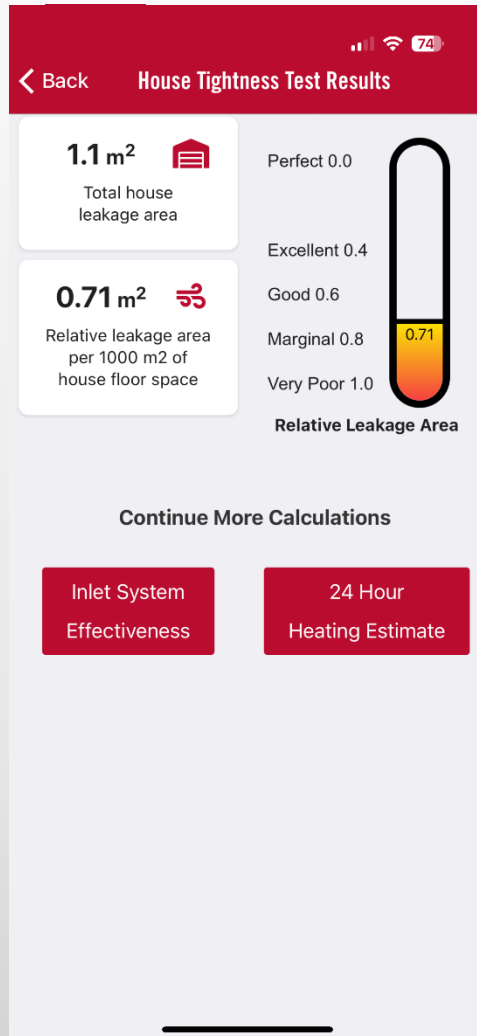 74
Back
House Tightness Test Results
1.1 m²
Total house
leakage area
0.71 m²
Relative leakage area
per 1000 m2 of
house floor space
Perfect 0.0
Excellent 0.4
Good 0.6
Marginal 0.8
Very Poor 1.0
0.71
Relative Leakage Area
Continue More Calculations
Inlet System
Effectiveness
24 Hour
Heating Estimate